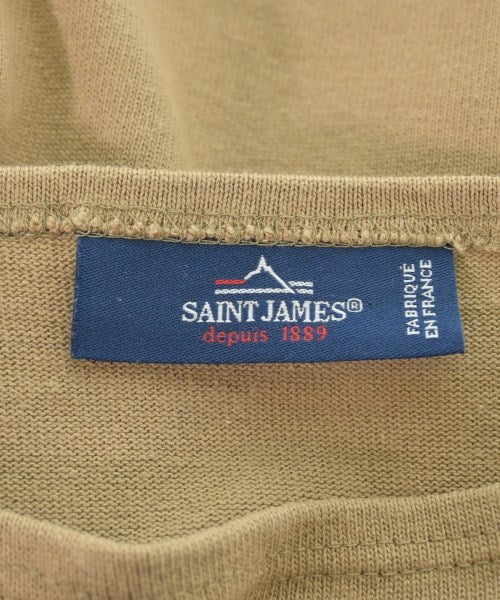 SAINT JAMES®
depuis 1889
FABRIQUÉ
EN FRANCE